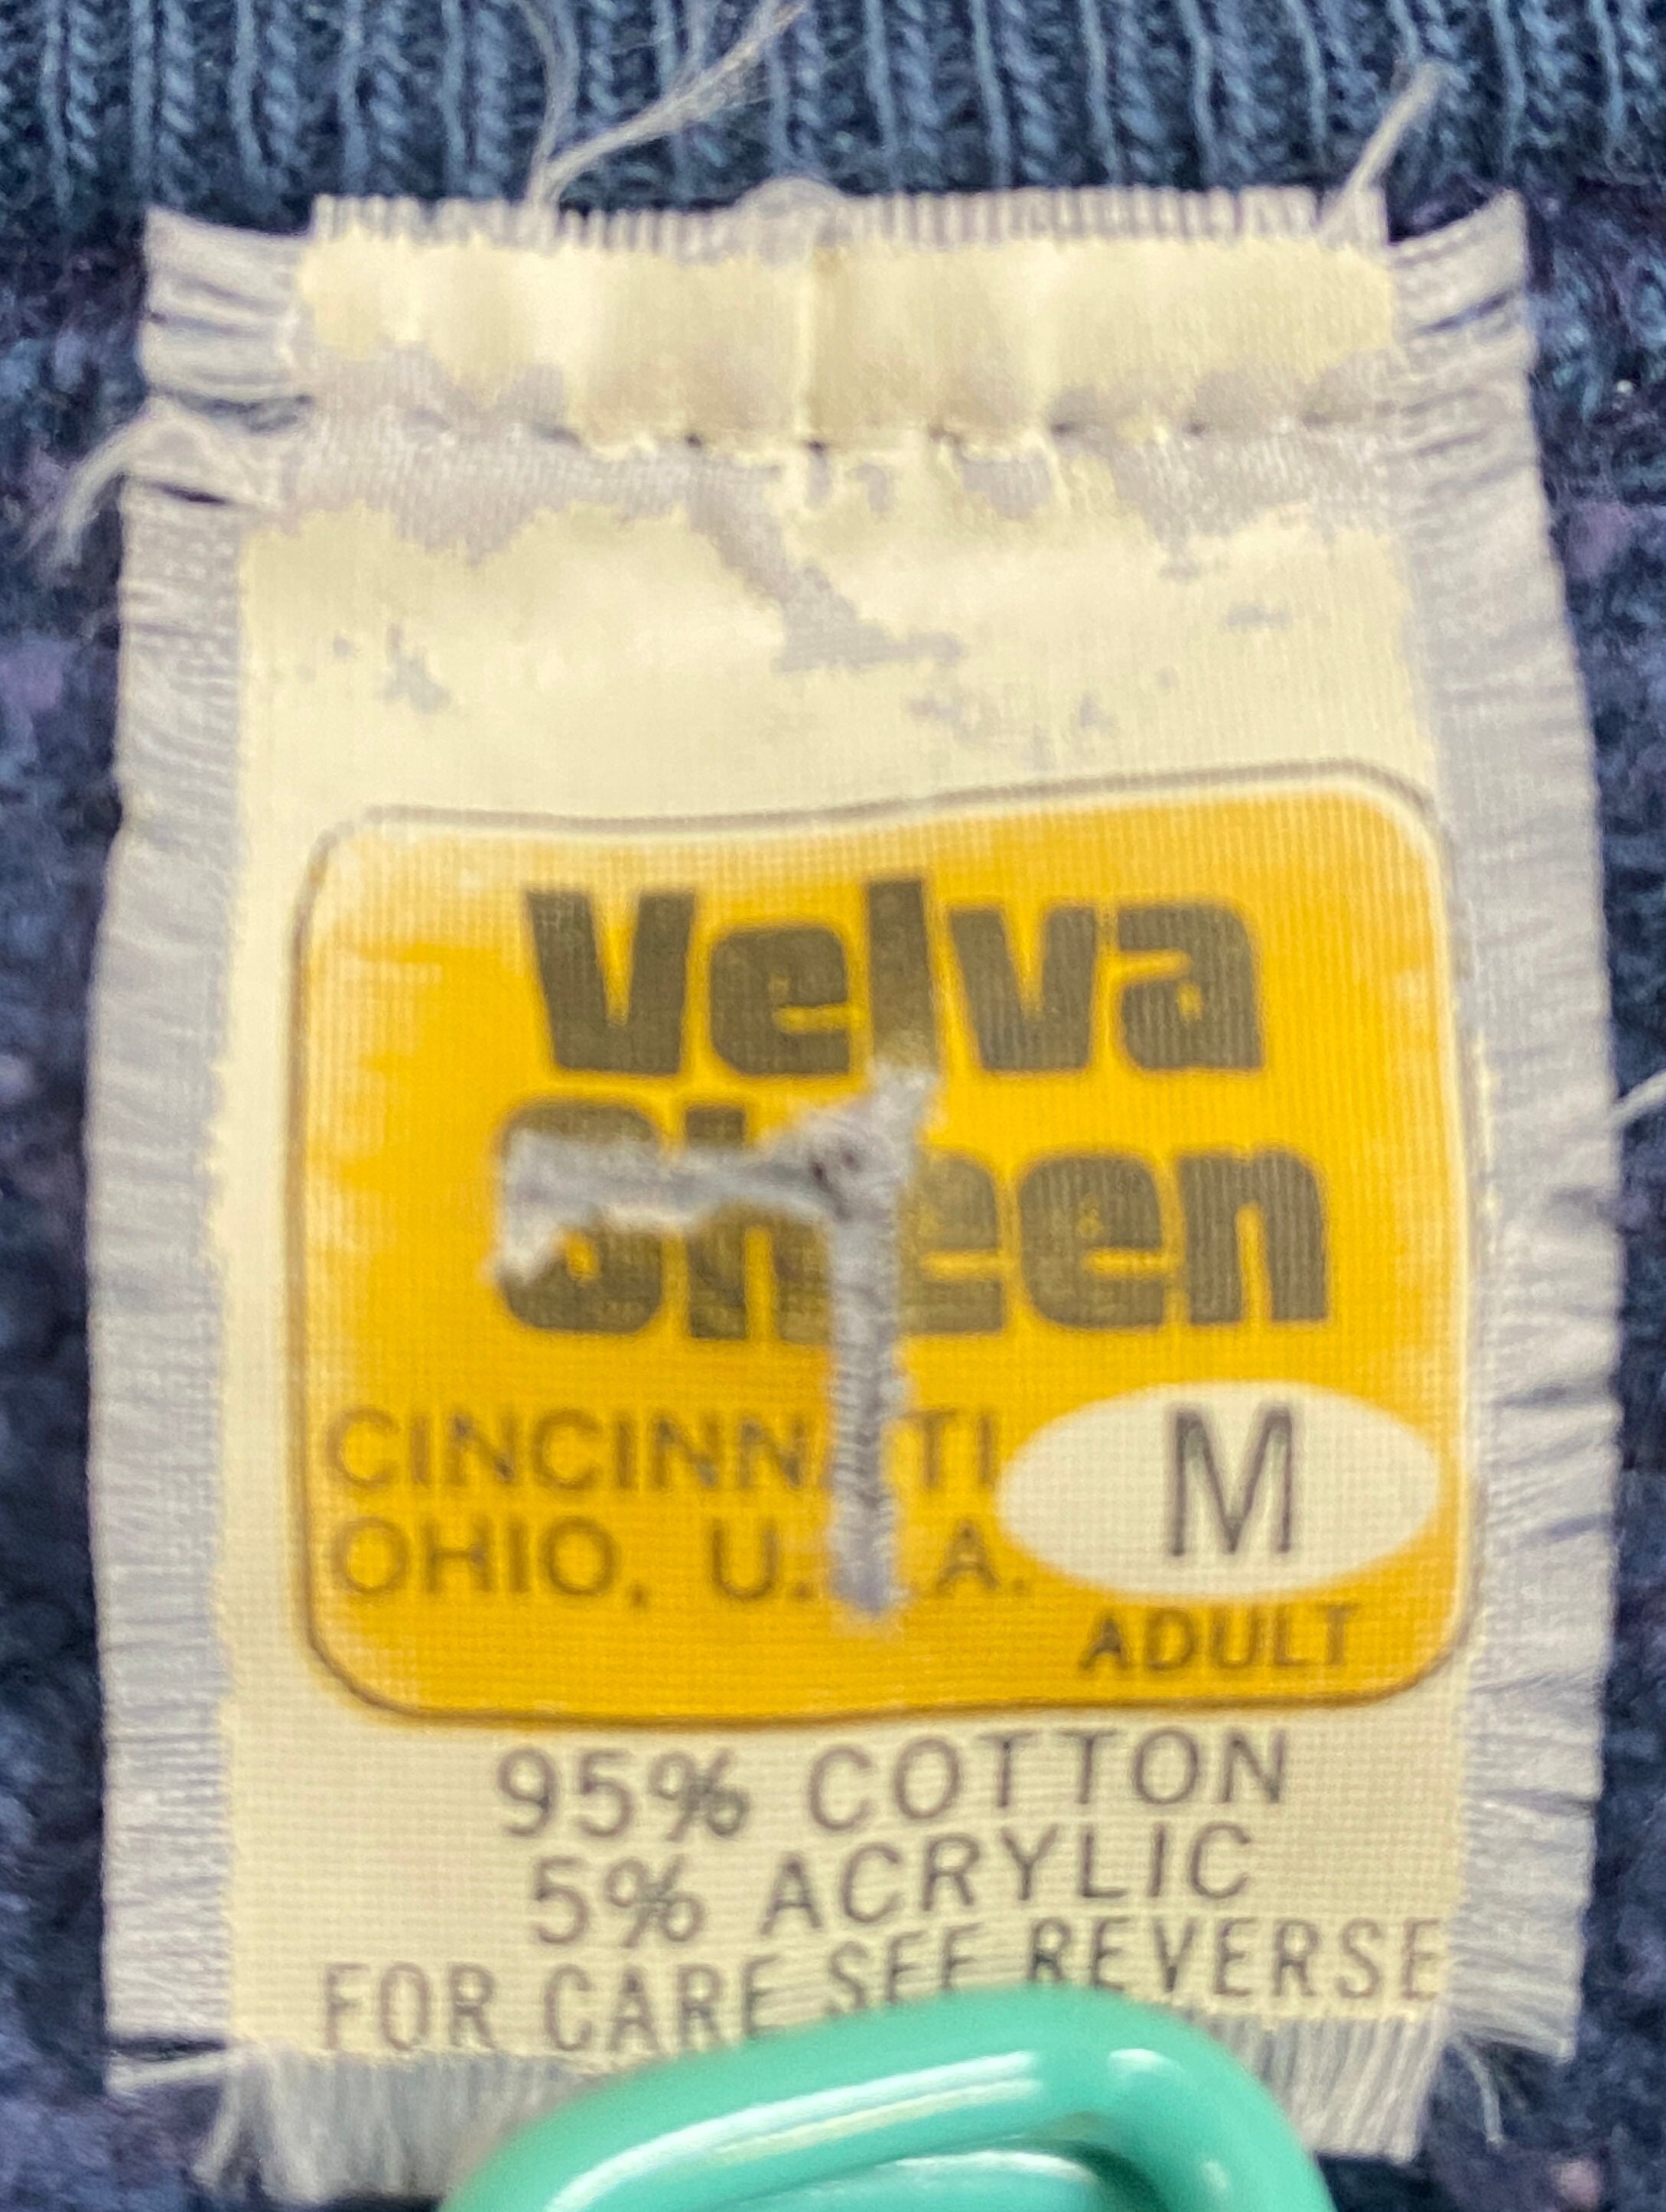 Velva
Sheen
CINCINNATI
OHIO, U.S.A.
M
ADULT
95% COTTON
5% ACRYLIC
FOR CARE SEE REVERSE